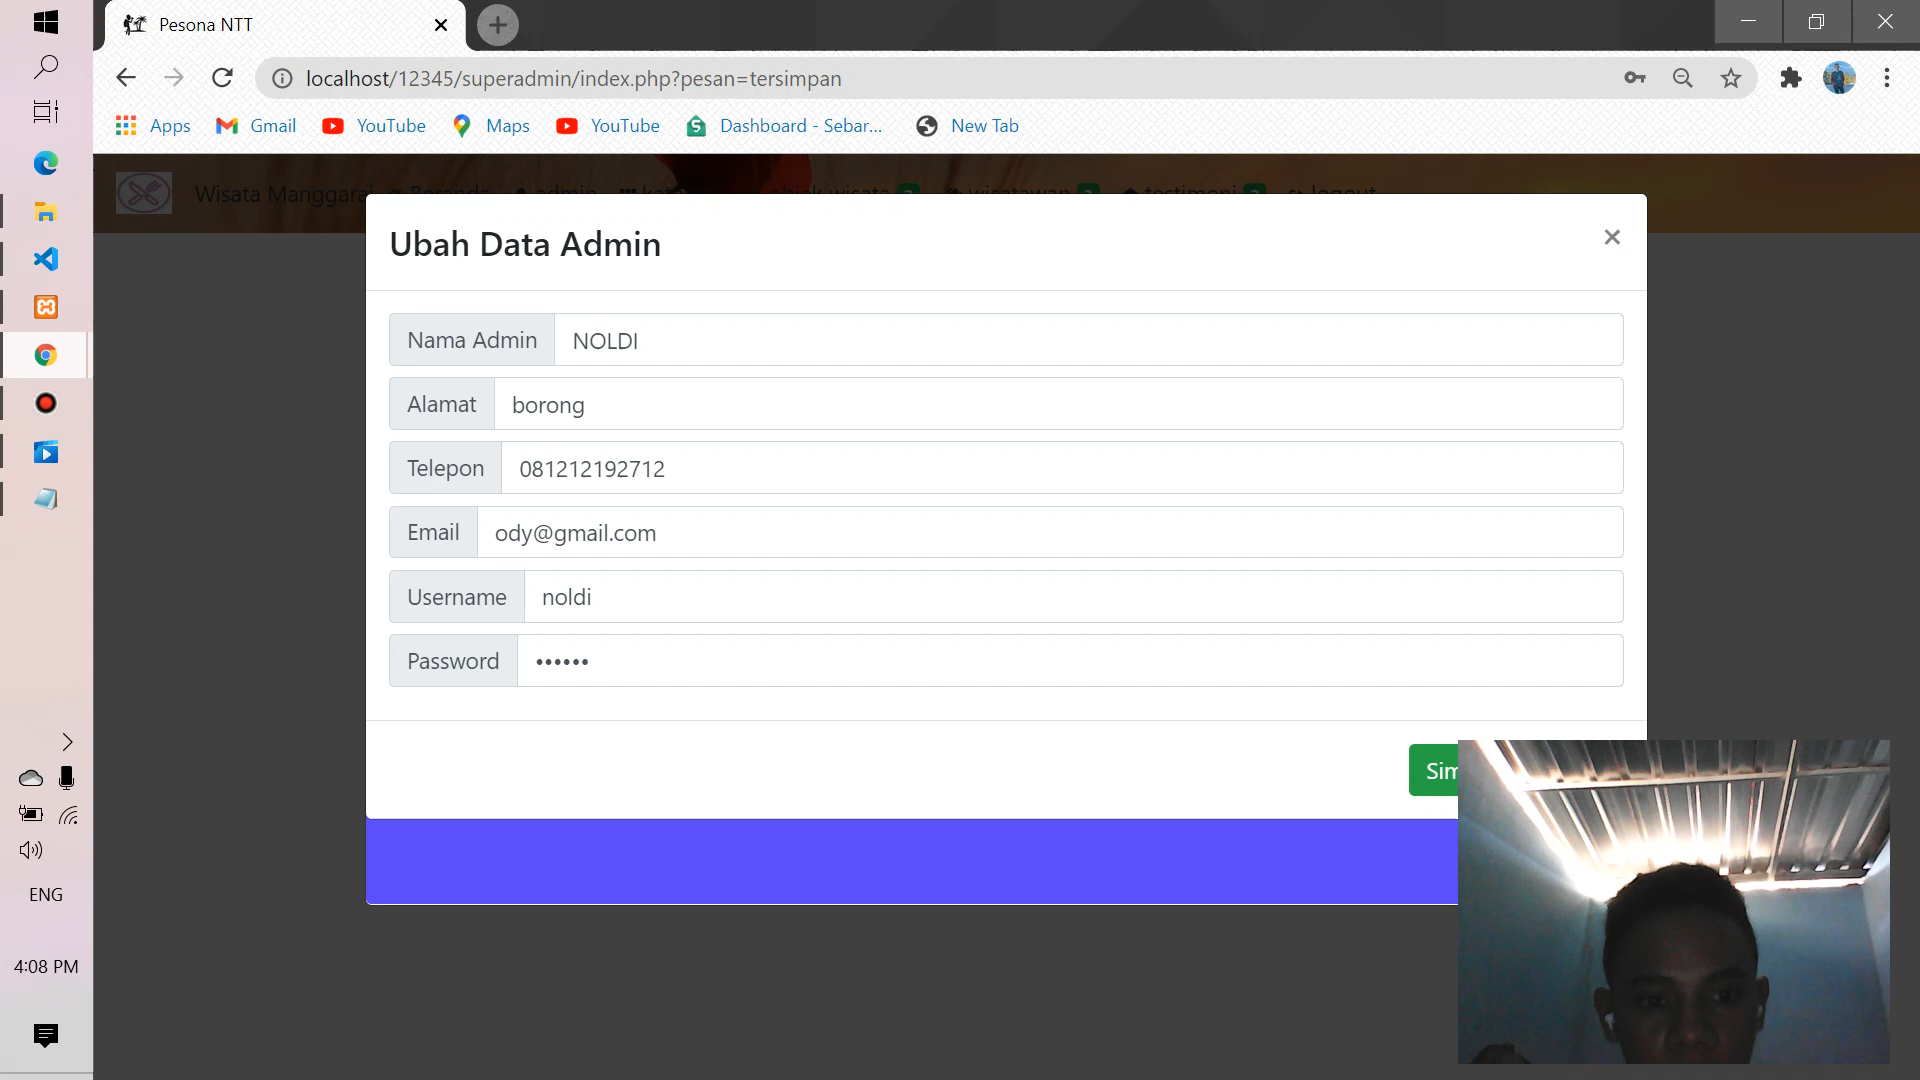 Pesona NTT
localhost/12345/superadmin/index.php?pesan=tersimpan
Apps Gmail YouTube Maps YouTube Dashboard - Sebar... New Tab
Wisata Manggarai Beranda admin objek wisata wisatawan testimoni logout
Ubah Data Admin ×
Nama Admin NOLDI
Alamat borong
Telepon 081212192712
Email ody@gmail.com
Username noldi
Password ••••••
Sim
ENG
4:08 PM